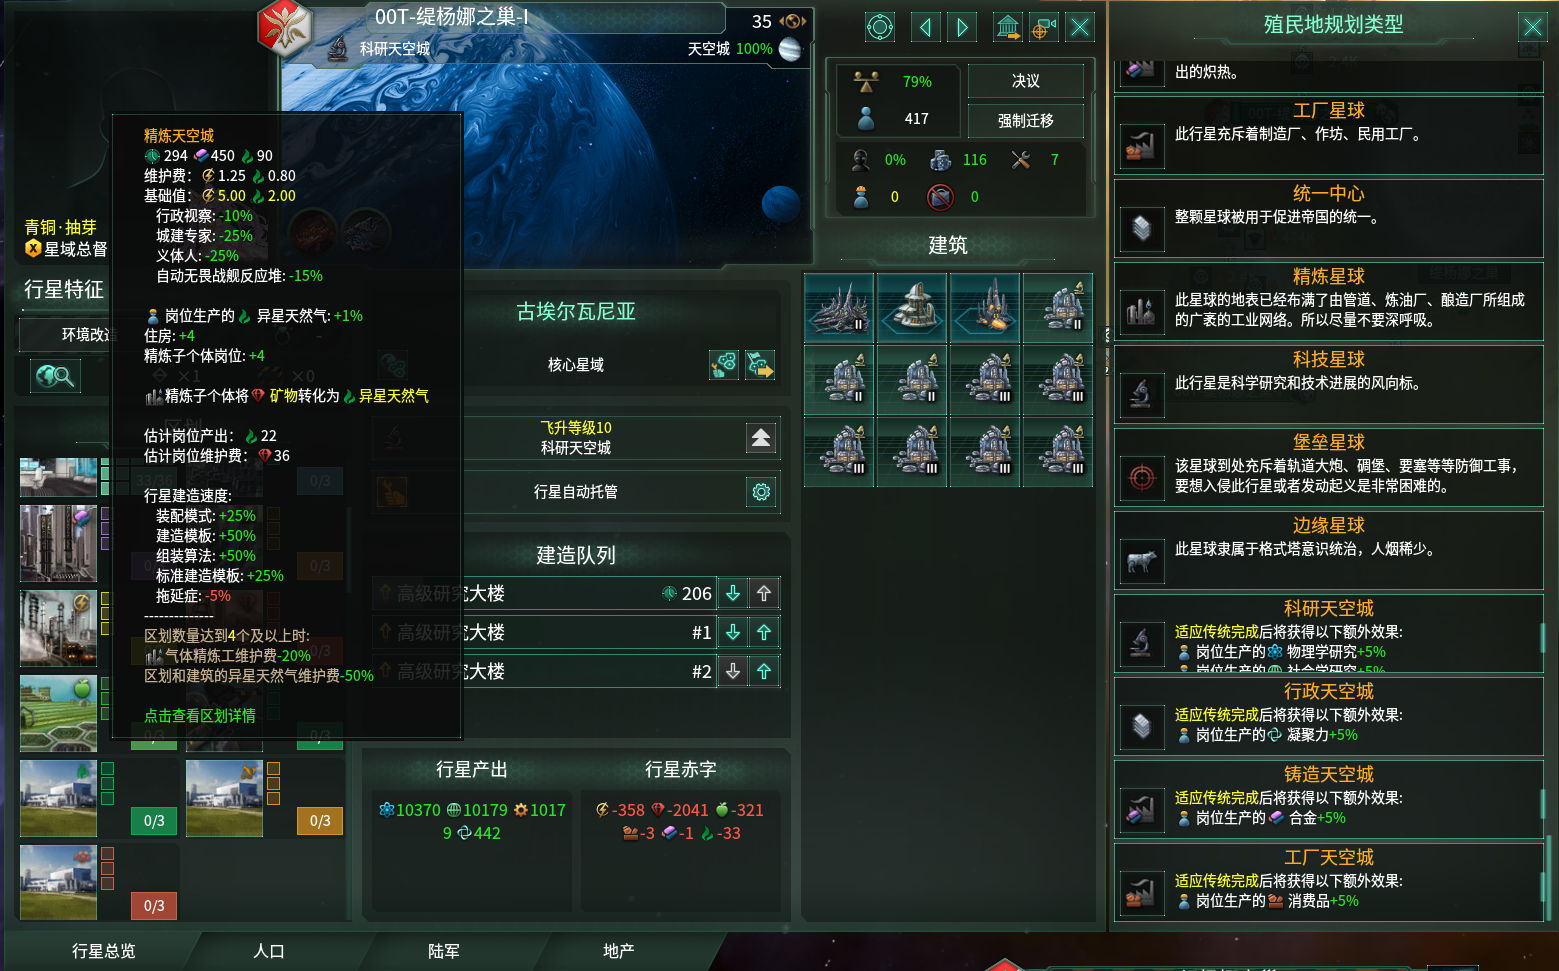 00T-缇杨娜之巢-I
35
科研天空城
天空城 100%
青铜·抽芽
星域总督
行星特征
环境改造
精炼天空城
294 450 90
维护费: 1.25 0.80
基础值: 5.00 2.00
行政视察: -10%
城建专家: -25%
义体人: -25%
自动无畏战舰反应堆: -15%
岗位生产的 异星天然气: +1%
住房: +4
精炼子个体岗位: +4
精炼子个体将 矿物转化为 异星天然气
估计岗位产出: 22
估计岗位维护费: 36
行星建造速度:
装配模式: +25%
建造模板: +50%
组装算法: +50%
标准建造模板: +25%
拖延症: -5%
--------------
区划数量达到4个及以上时:
气体精炼工维护费-20%
区划和建筑的异星天然气维护费-50%
点击查看区划详情
0/3
0/3
0/3
0/3
0/3
古埃尔瓦尼亚
核心星域
飞升等级10
科研天空城
行星自动托管
建造队列
高级研究大楼 206
高级研究大楼 #1
高级研究大楼 #2
行星产出
10370 10179 1017
9 442
行星赤字
-358 -2041 -321
-3 -1 -33
79%
决议
417
强制迁移
0% 116 7
0 0
建筑
II II
II II II III III
III III III III
行星总览
人口
陆军
地产
殖民地规划类型
出的炽热。
工厂星球
此行星充斥着制造厂、作坊、民用工厂。
统一中心
整颗星球被用于促进帝国的统一。
精炼星球
此星球的地表已经布满了由管道、炼油厂、酿造厂所组成
的广袤的工业网络。所以尽量不要深呼吸。
科技星球
此行星是科学研究和技术进展的风向标。
堡垒星球
该星球到处充斥着轨道大炮、碉堡、要塞等等防御工事，
要想入侵此行星或者发动起义是非常困难的。
边缘星球
此星球隶属于格式塔意识统治，人烟稀少。
科研天空城
适应传统完成后将获得以下额外效果:
岗位生产的 物理学研究+5%
岗位生产的 社会学研究+5%
行政天空城
适应传统完成后将获得以下额外效果:
岗位生产的 凝聚力+5%
铸造天空城
适应传统完成后将获得以下额外效果:
岗位生产的 合金+5%
工厂天空城
适应传统完成后将获得以下额外效果:
岗位生产的 消费品+5%